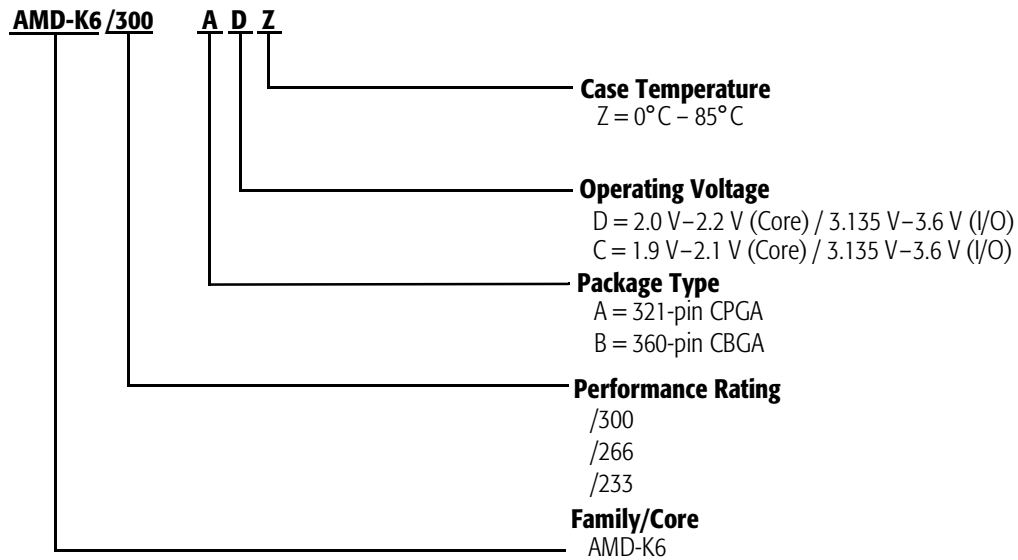 AMD-K6 /300 A D Z
Case Temperature
Z = 0°C – 85°C
Operating Voltage
D = 2.0 V–2.2 V (Core) / 3.135 V–3.6 V (I/O)
C = 1.9 V–2.1 V (Core) / 3.135 V–3.6 V (I/O)
Package Type
A = 321-pin CPGA
B = 360-pin CBGA
Performance Rating
/300
/266
/233
Family/Core
AMD-K6